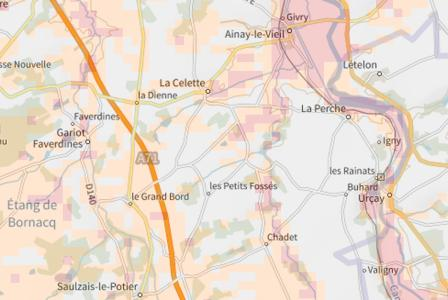 Givry
Ainay-le-Vieil
sse Nouvelle
Lételon
La Celette
la Dienne
La Perche
Faverdines
Gariot
Faverdines
Igny
A71
les Rainats
D140
les Petits Fossés
Buhard
le Grand Bord
Urçay
Étang de
Bornacq
Chadet
Valigny
Saulzais-le-Potier